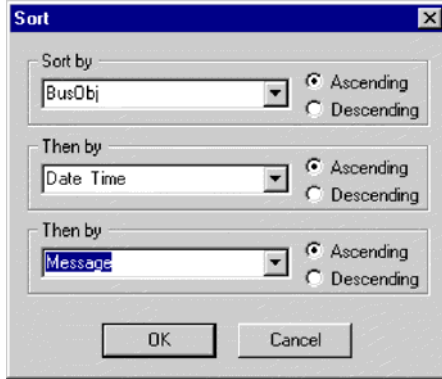 Sort
Sort by
BusObj
Ascending
Descending
Then by
Date Time
Ascending
Descending
Then by
Message
Ascending
Descending
OK
Cancel